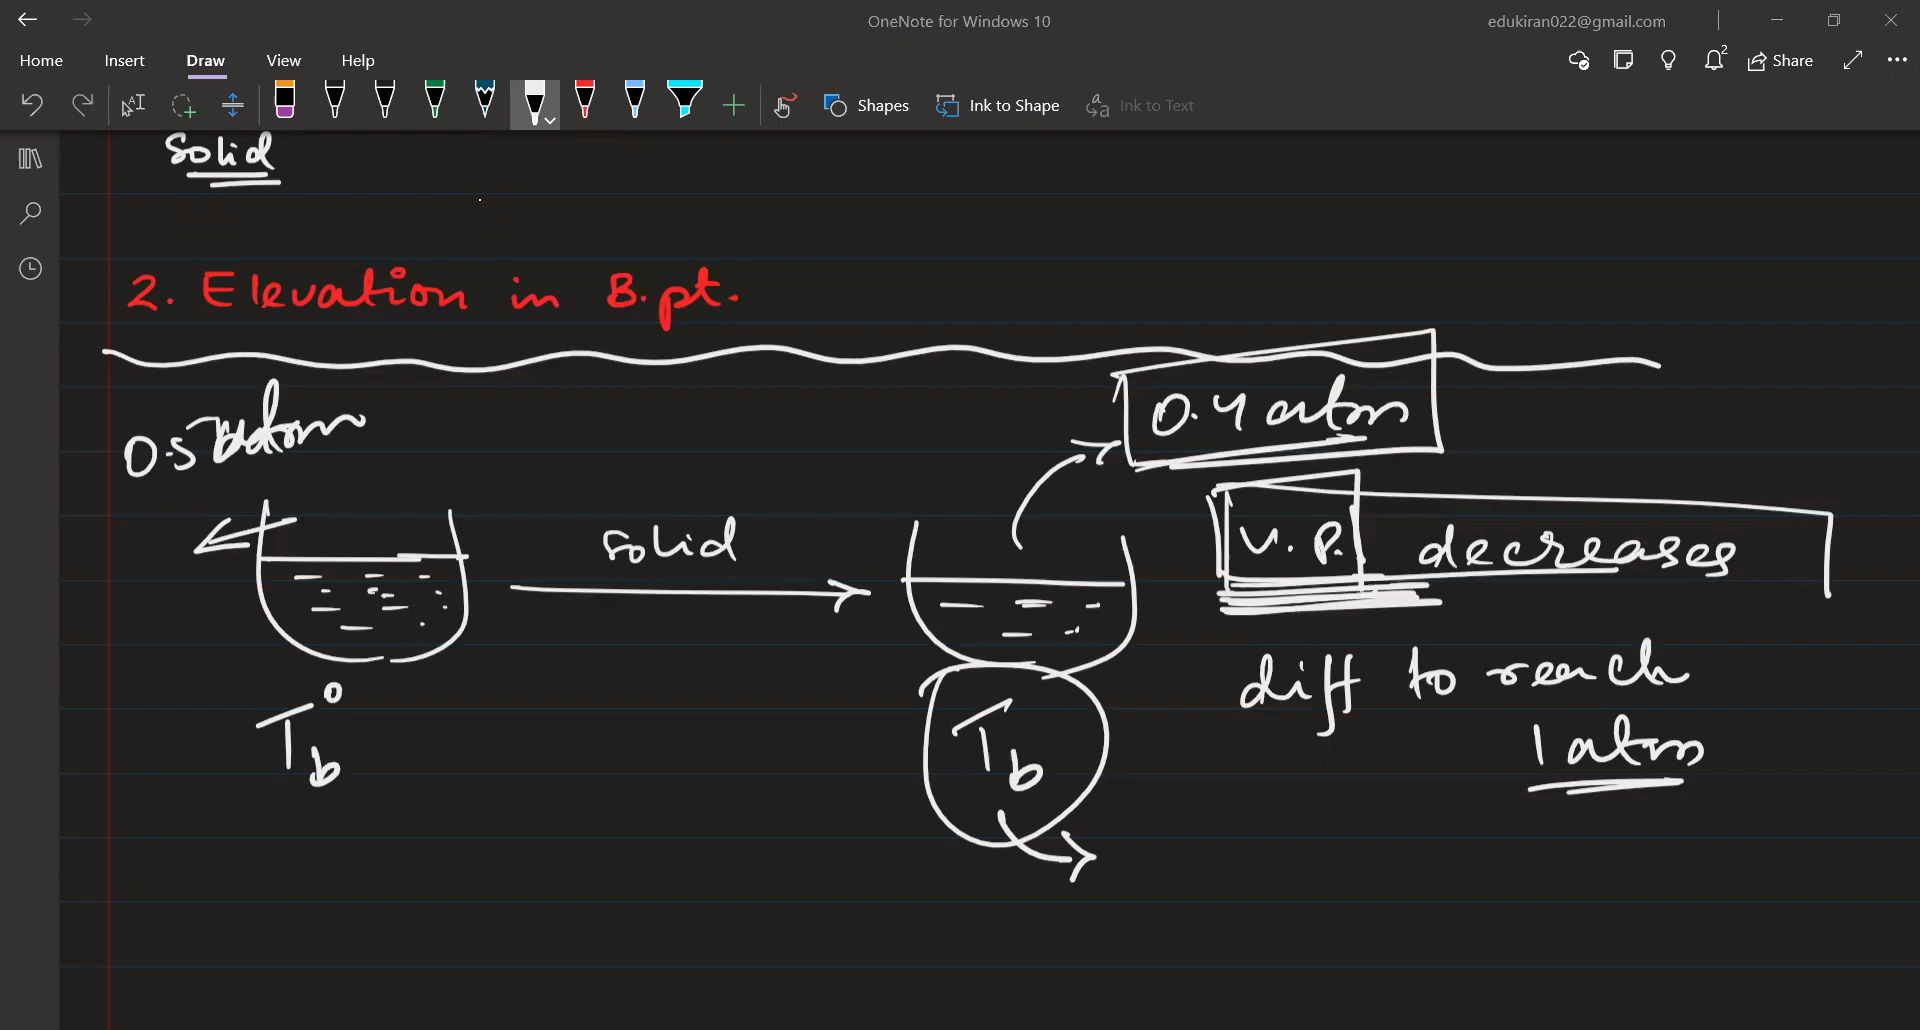 OneNote for Windows 10
edukiran022@gmail.com
Home Insert Draw View Help
2
Share
Shapes Ink to Shape Ink to Text
Solid
2. Elevation in B.pt.
0.5 atm
0.4 atm
solid
V.P. decreases
diff to reach
1 atm
T°b
Tb